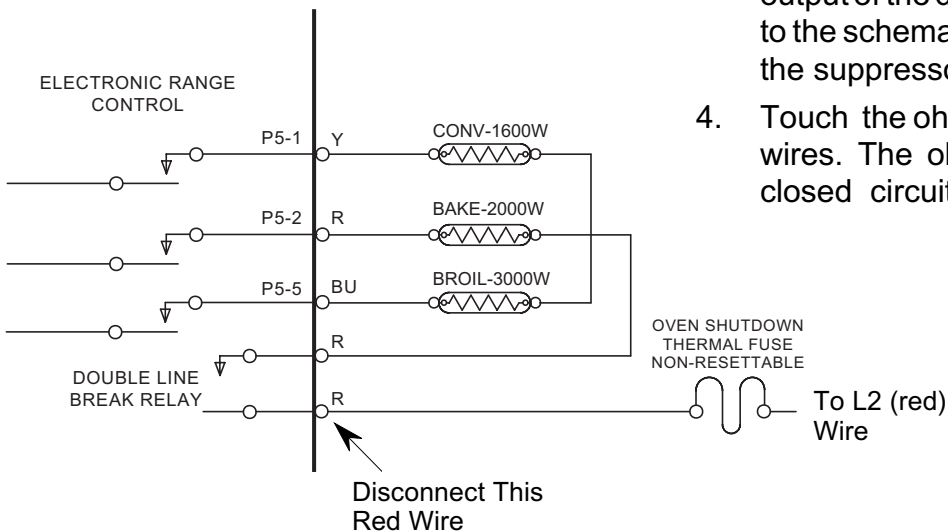 output of the
to the schema
the suppresso
4. Touch the oh
wires. The o
closed circuit
ELECTRONIC RANGE
CONTROL
P5-1
Y
CONV-1600W
P5-2
R
BAKE-2000W
P5-5
BU
BROIL-3000W
R
DOUBLE LINE
BREAK RELAY
R
OVEN SHUTDOWN
THERMAL FUSE
NON-RESETTABLE
To L2 (red)
Wire
Disconnect This
Red Wire